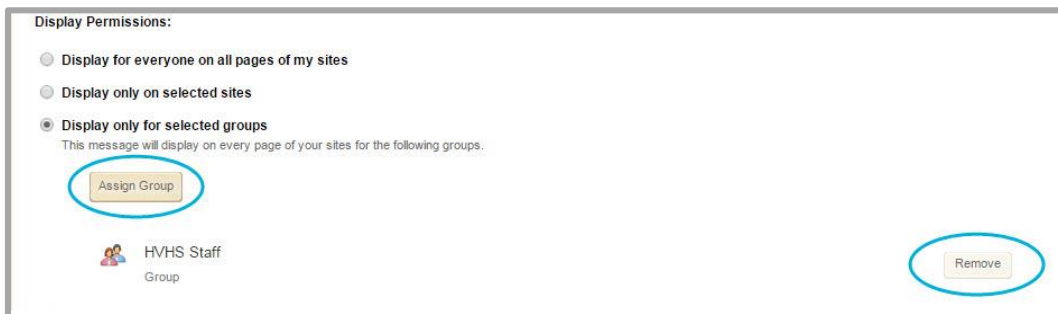 Display Permissions:
Display for everyone on all pages of my sites
Display only on selected sites
Display only for selected groups
This message will display on every page of your sites for the following groups.
Assign Group
HVHS Staff
Group
Remove